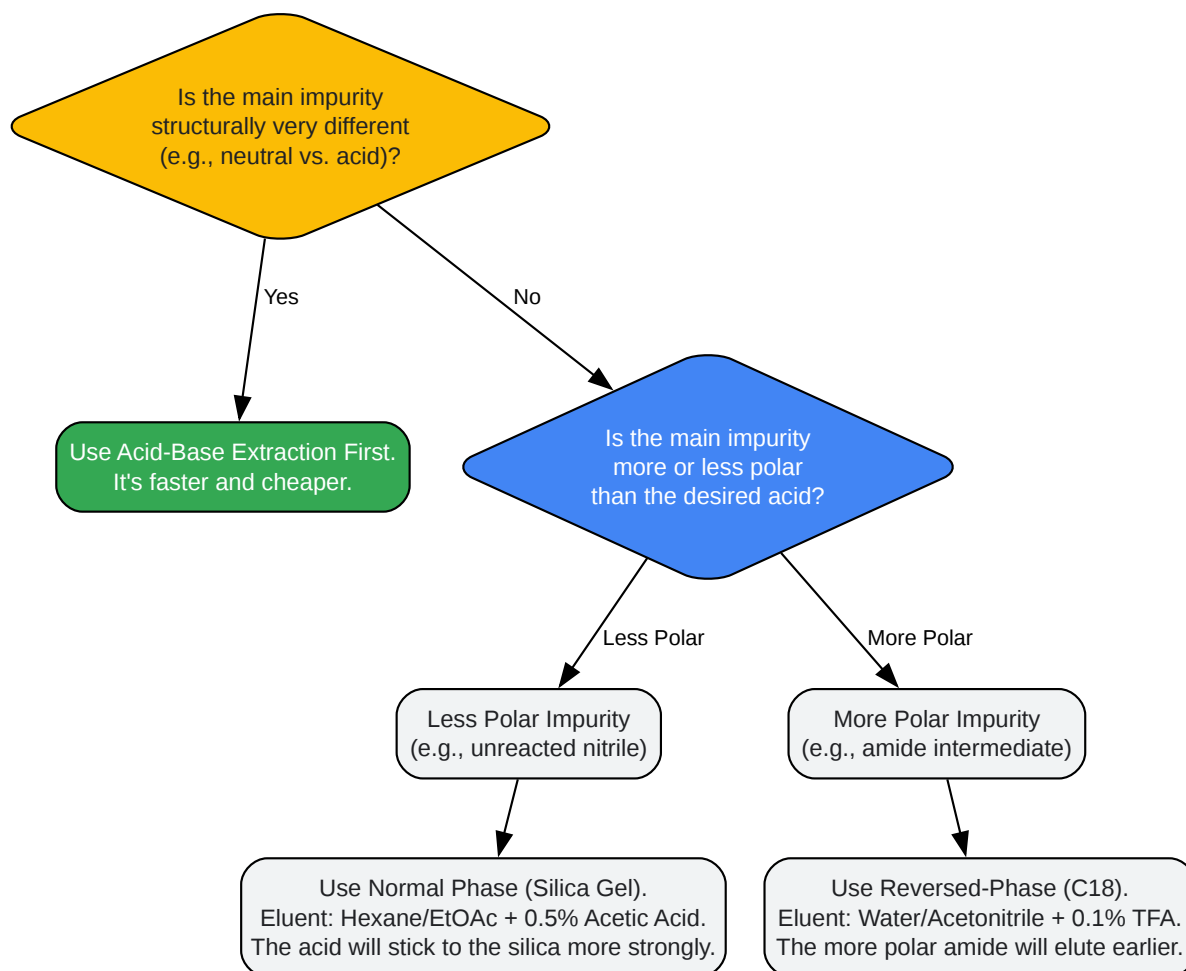 Is the main impurity
structurally very different
(e.g., neutral vs. acid)?
Yes
No
Use Acid-Base Extraction First.
It's faster and cheaper.
Is the main impurity
more or less polar
than the desired acid?
Less Polar
More Polar
Less Polar Impurity
(e.g., unreacted nitrile)
More Polar Impurity
(e.g., amide intermediate)
Use Normal Phase (Silica Gel).
Eluent: Hexane/EtOAc + 0.5% Acetic Acid.
The acid will stick to the silica more strongly.
Use Reversed-Phase (C18).
Eluent: Water/Acetonitrile + 0.1% TFA.
The more polar amide will elute earlier.